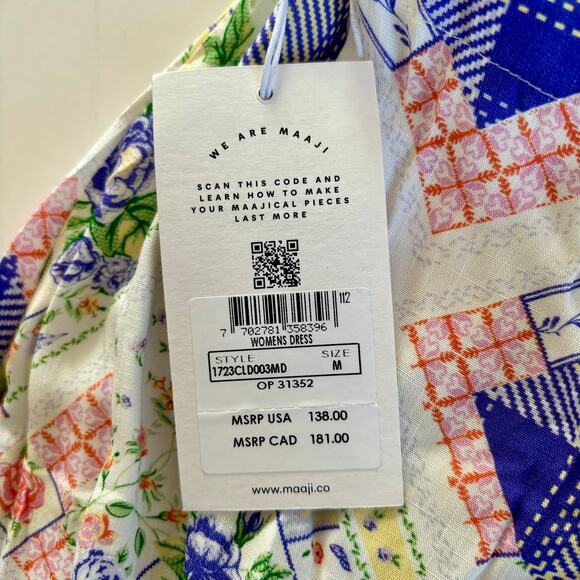 WE ARE MAAJI
SCAN THIS CODE AND
LEARN HOW TO MAKE
YOUR MAAJICAL PIECES
LAST MORE
112
7 702781 358396
WOMENS DRESS
STYLE SIZE
1723CLD003MD M
OP 31352
MSRP USA 138.00
MSRP CAD 181.00
www.maaji.co